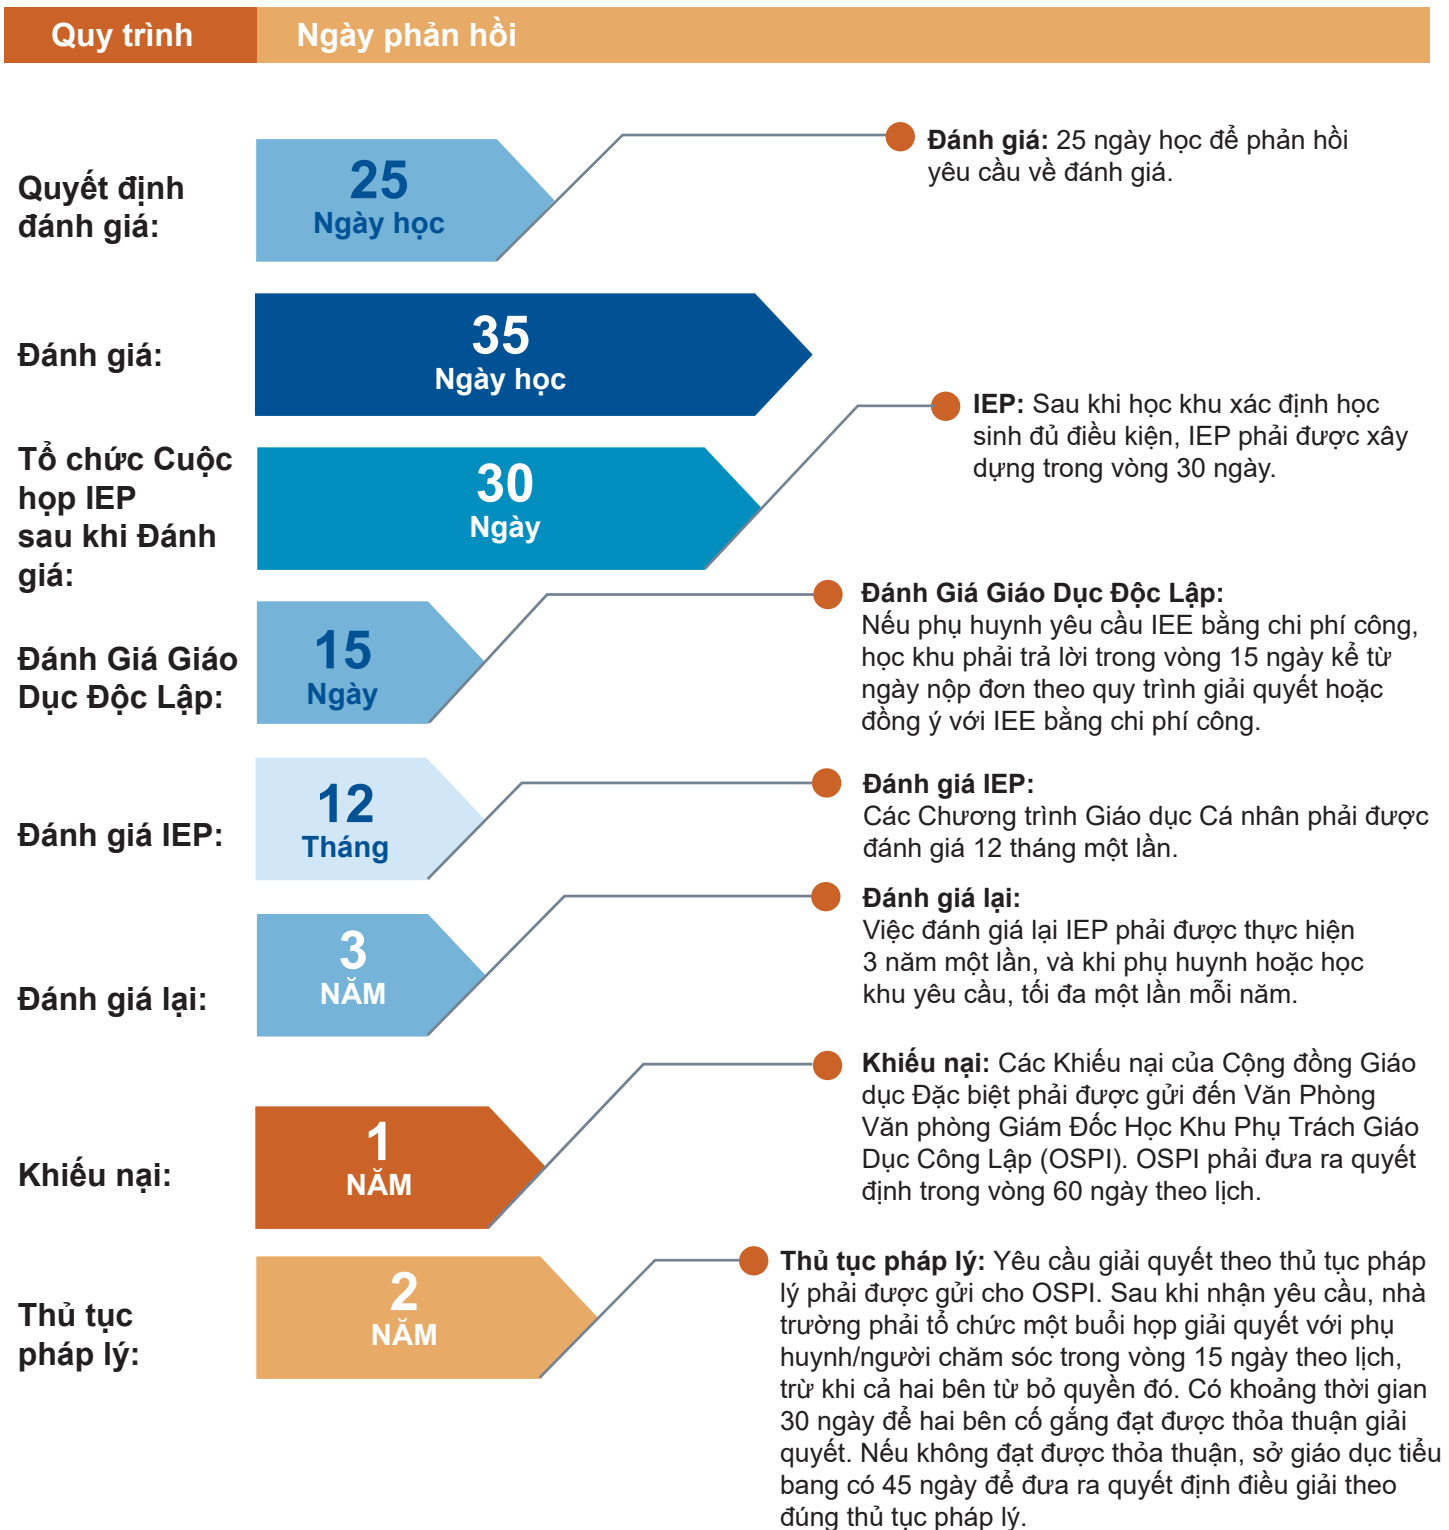 Quy trình
Ngày phản hồi
Quyết định
đánh giá:
25
Ngày học
Đánh giá: 25 ngày học để phản hồi
yêu cầu về đánh giá.
Đánh giá:
35
Ngày học
Tổ chức Cuộc
họp IEP
sau khi Đánh
giá:
30
Ngày
IEP: Sau khi học khu xác định học
sinh đủ điều kiện, IEP phải được xây
dựng trong vòng 30 ngày.
Đánh Giá Giáo
Dục Độc Lập:
15
Ngày
Đánh Giá Giáo Dục Độc Lập:
Nếu phụ huynh yêu cầu IEE bằng chi phí công,
học khu phải trả lời trong vòng 15 ngày kể từ
ngày nộp đơn theo quy trình giải quyết hoặc
đồng ý với IEE bằng chi phí công.
Đánh giá IEP:
12
Tháng
Đánh giá IEP:
Các Chương trình Giáo dục Cá nhân phải được
đánh giá 12 tháng một lần.
Đánh giá lại:
3
NĂM
Đánh giá lại:
Việc đánh giá lại IEP phải được thực hiện
3 năm một lần, và khi phụ huynh hoặc học
khu yêu cầu, tối đa một lần mỗi năm.
Khiếu nại:
1
NĂM
Khiếu nại: Các Khiếu nại của Cộng đồng Giáo
dục Đặc biệt phải được gửi đến Văn Phòng
Văn phòng Giám Đốc Học Khu Phụ Trách Giáo
Dục Công Lập (OSPI). OSPI phải đưa ra quyết
định trong vòng 60 ngày theo lịch.
Thủ tục
pháp lý:
2
NĂM
Thủ tục pháp lý: Yêu cầu giải quyết theo thủ tục pháp
lý phải được gửi cho OSPI. Sau khi nhận yêu cầu, nhà
trường phải tổ chức một buổi họp giải quyết với phụ
huynh/người chăm sóc trong vòng 15 ngày theo lịch,
trừ khi cả hai bên từ bỏ quyền đó. Có khoảng thời gian
30 ngày để hai bên cố gắng đạt được thỏa thuận giải
quyết. Nếu không đạt được thỏa thuận, sở giáo dục tiểu
bang có 45 ngày để đưa ra quyết định điều giải theo
đúng thủ tục pháp lý.